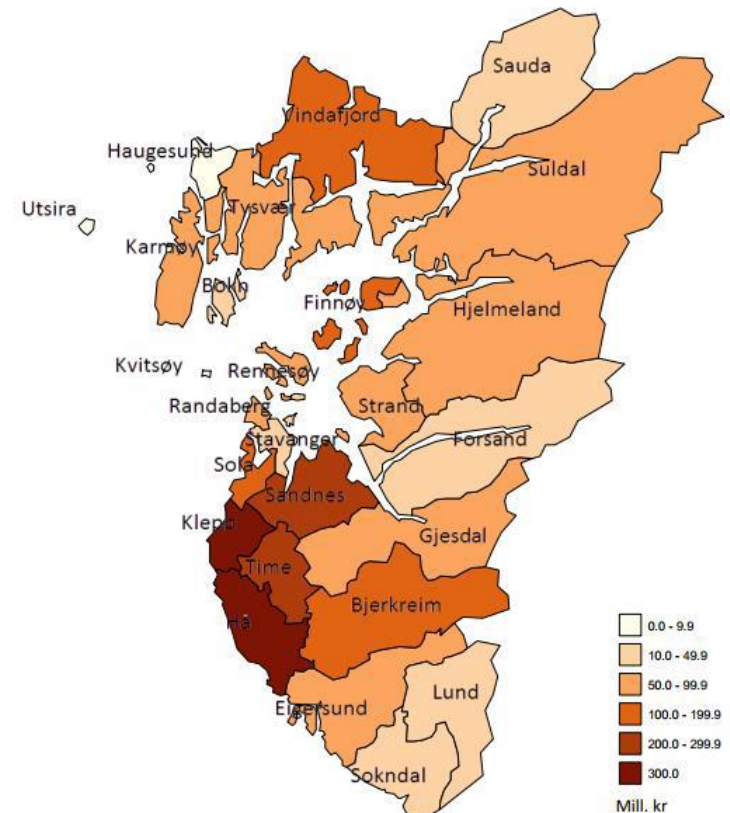 Sauda
Vindafjord
Haugesund
Suldal
Utsira
Tysvær
Karmøy
Bokn
Finnøy
Hjelmeland
Kvitsøy
Rennesøy
Randaberg
Strand
Stavanger
Forsand
Sola
Sandnes
Klepp
Gjesdal
Time
Bjerkreim
Hå
Lund
Eigersund
Sokndal
0.0 - 9.9
10.0 - 49.9
50.0 - 99.9
100.0 - 199.9
200.0 - 299.9
300.0
Mill. kr